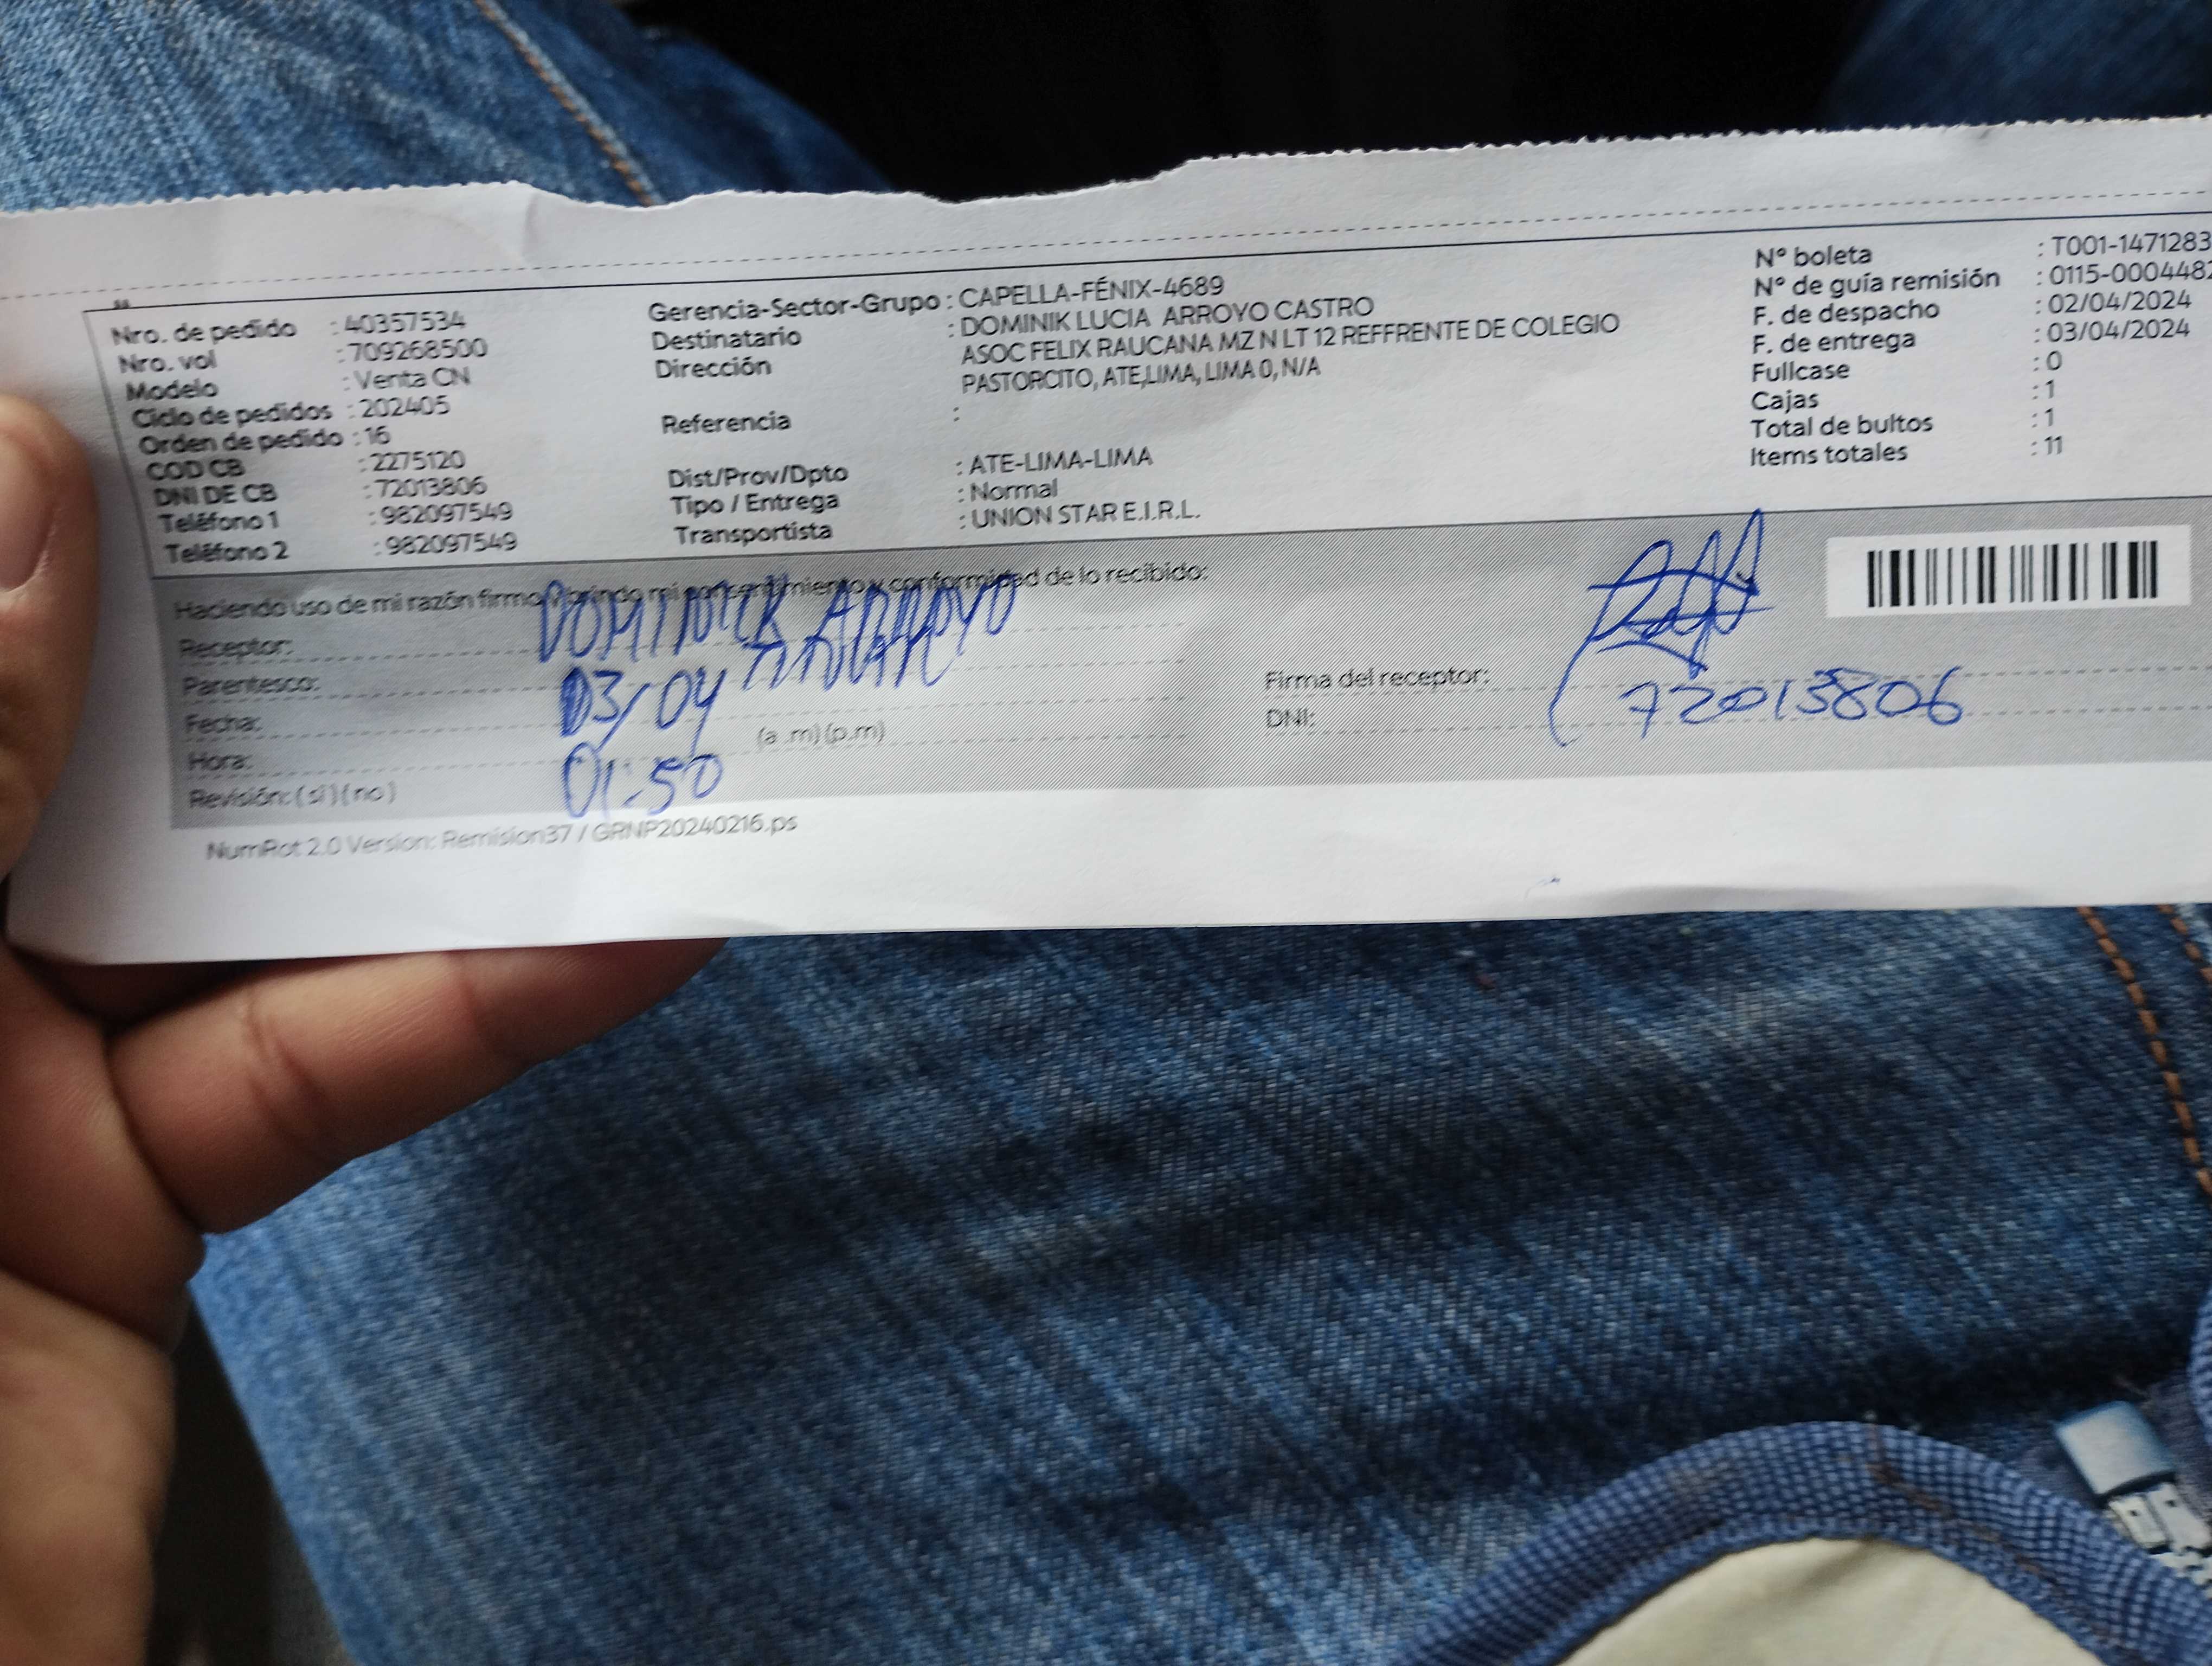 Nro. de pedido : 40357534
Nro. vol : 709268500
Modelo : Venta CN
Ciclo de pedidos : 202405
Orden de pedido : 16
COD CB : 2275120
DNI DE CB : 72013806
Teléfono 1 : 982097549
Teléfono 2 : 982097549
Gerencia-Sector-Grupo : CAPELLA-FÉNIX-4689
Destinatario : DOMINIK LUCIA ARROYO CASTRO
Dirección ASOC FELIX RAUCANA MZ N LT 12 REFFRENTE DE COLEGIO
PASTORCITO, ATE,LIMA, LIMA 0, N/A
Referencia :
Dist/Prov/Dpto : ATE-LIMA-LIMA
Tipo / Entrega : Normal
Transportista : UNION STAR E.I.R.L.
N° boleta : T001-1471283
N° de guía remisión : 0115-0004482
F. de despacho : 02/04/2024
F. de entrega : 03/04/2024
Fullcase : 0
Cajas : 1
Total de bultos : 1
Items totales : 11
Haciendo uso de mi razón firmo y brindo mi consentimiento y conformidad de lo recibido:
Receptor: DOMINICK ARROYO
Parentesco:
Fecha: 03/04
Hora: 01:50 (a .m) (p.m)
Revisión: ( sí ) ( no )
Firma del receptor:
DNI: 72013806
NumRot 2.0 Version: Remision37 / GRNP20240216.ps